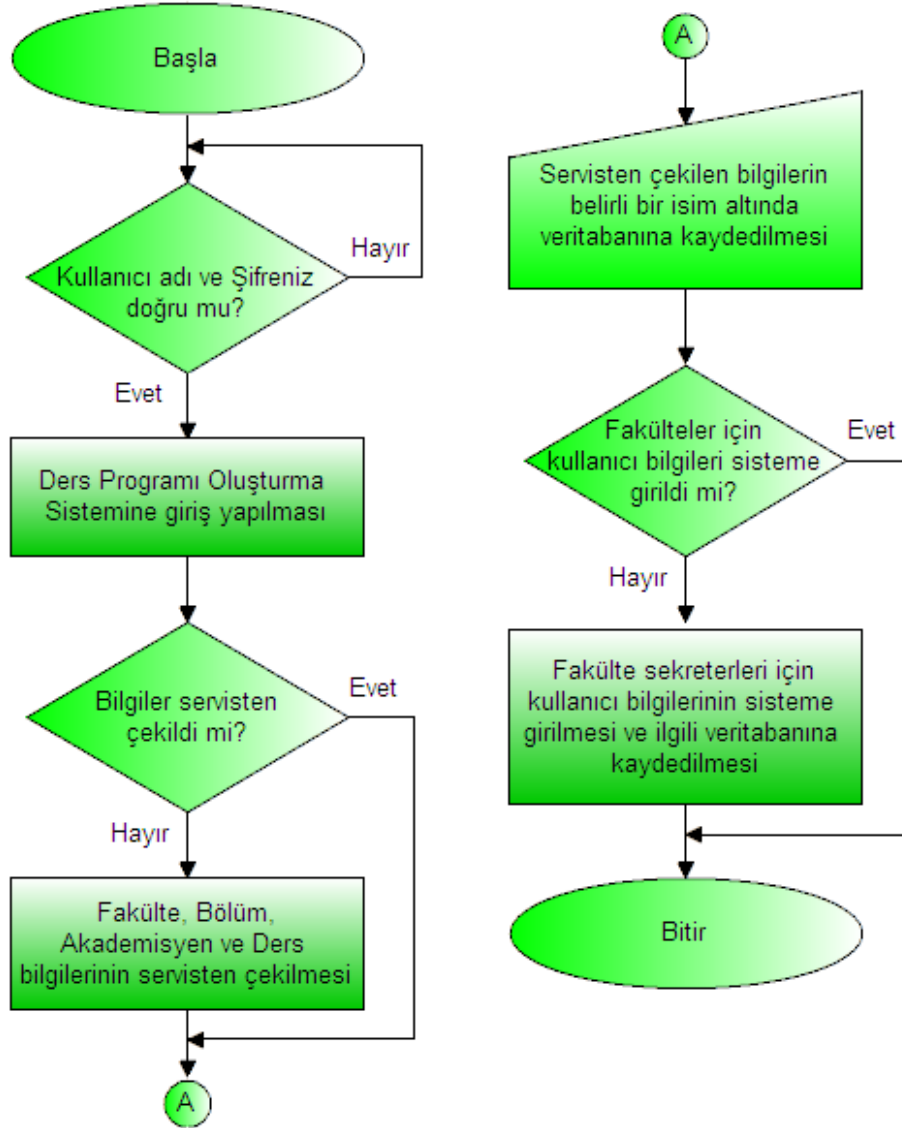 Başla
Hayır
Kullanıcı adı ve Şifreniz
doğru mu?
Evet
Ders Programı Oluşturma
Sistemine giriş yapılması
Bilgiler servisten
çekildi mi?
Evet
Hayır
Fakülte, Bölüm,
Akademisyen ve Ders
bilgilerinin servisten çekilmesi
A
A
Servisten çekilen bilgilerin
belirli bir isim altında
veritabanına kaydedilmesi
Fakülteler için
kullanıcı bilgileri sisteme
girildi mi?
Evet
Hayır
Fakülte sekreterleri için
kullanıcı bilgilerinin sisteme
girilmesi ve ilgili veritabanına
kaydedilmesi
Bitir